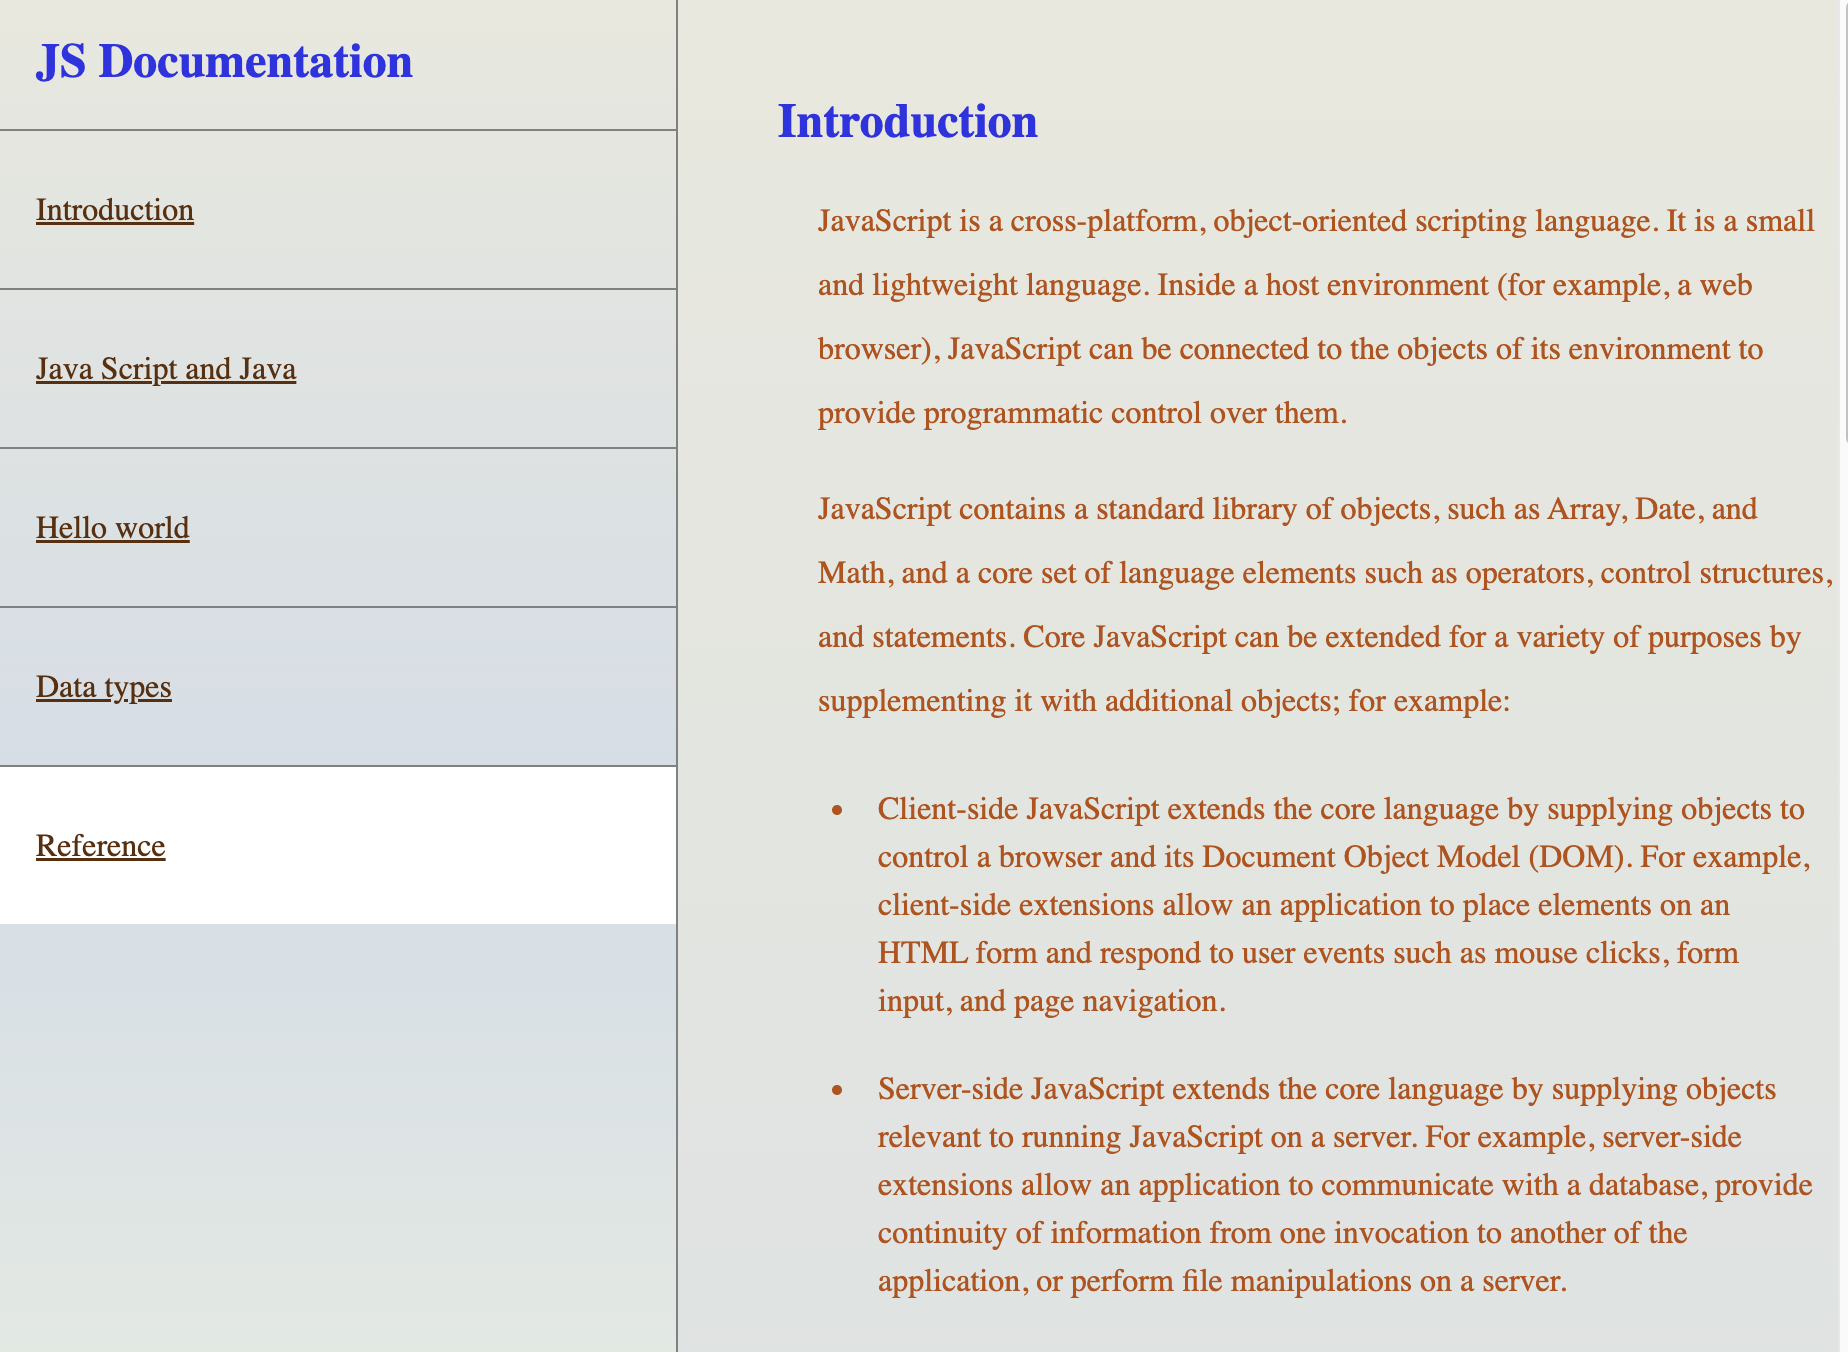 JS Documentation
Introduction
Java Script and Java
Hello world
Data types
Reference
Introduction
JavaScript is a cross-platform, object-oriented scripting language. It is a small
and lightweight language. Inside a host environment (for example, a web
browser), JavaScript can be connected to the objects of its environment to
provide programmatic control over them.
JavaScript contains a standard library of objects, such as Array, Date, and
Math, and a core set of language elements such as operators, control structures,
and statements. Core JavaScript can be extended for a variety of purposes by
supplementing it with additional objects; for example:
• Client-side JavaScript extends the core language by supplying objects to
control a browser and its Document Object Model (DOM). For example,
client-side extensions allow an application to place elements on an
HTML form and respond to user events such as mouse clicks, form
input, and page navigation.
• Server-side JavaScript extends the core language by supplying objects
relevant to running JavaScript on a server. For example, server-side
extensions allow an application to communicate with a database, provide
continuity of information from one invocation to another of the
application, or perform file manipulations on a server.